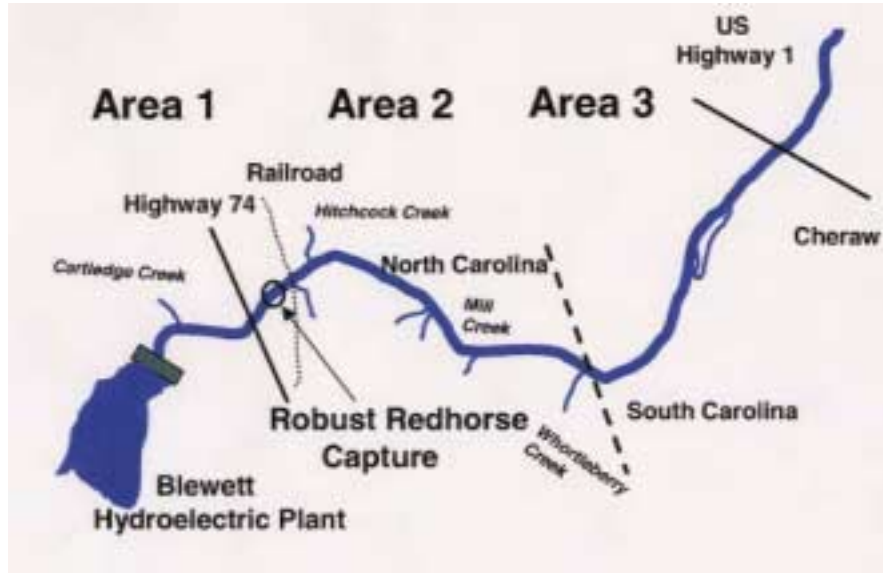 US
Highway 1
Area 1
Area 2
Area 3
Railroad
Highway 74
Hitchcock Creek
Cheraw
North Carolina
Cartledge Creek
Mill
Creek
Robust Redhorse
Capture
South Carolina
Whortleberry
Creek
Blewett
Hydroelectric Plant